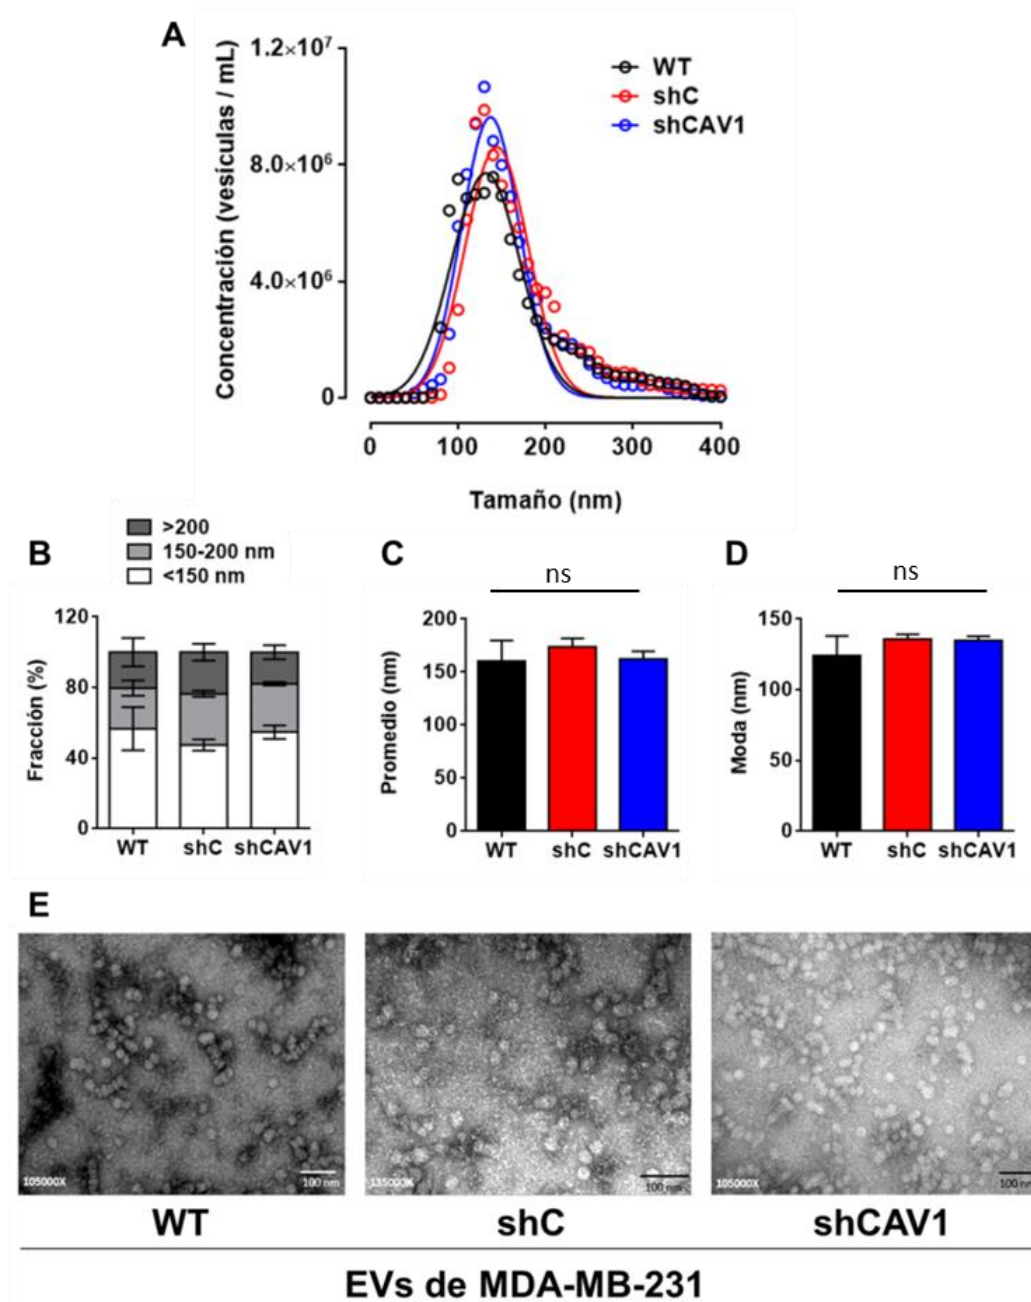 A
Concentración (vesículas / mL)
1.2×10⁷
8.0×10⁶
4.0×10⁶
0
0 100 200 300 400
Tamaño (nm)
WT
shC
shCAV1
B
>200
150-200 nm
<150 nm
Fracción (%)
120
80
40
0
WT shC shCAV1
C
ns
Promedio (nm)
200
150
100
50
0
WT shC shCAV1
D
ns
Moda (nm)
150
100
50
0
WT shC shCAV1
E
105000X 100 nm
135000X 100 nm
105000X 100 nm
WT shC shCAV1
EVs de MDA-MB-231